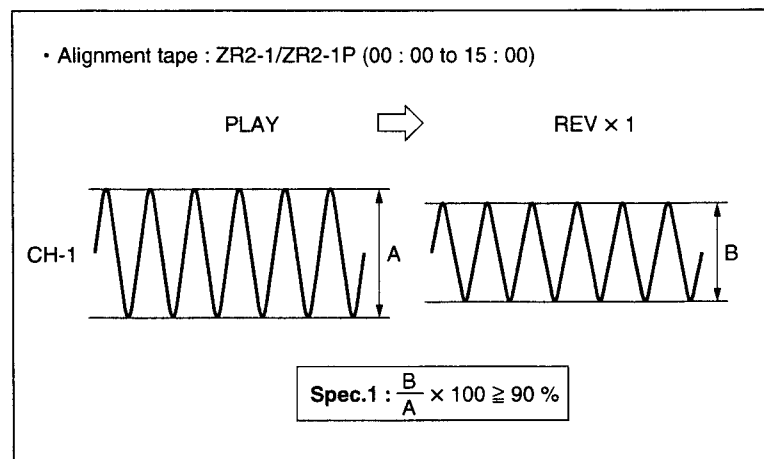 • Alignment tape : ZR2-1/ZR2-1P (00 : 00 to 15 : 00)
PLAY ⇨ REV × 1
CH-1 A B
Spec.1 : B/A × 100 ≧ 90 %